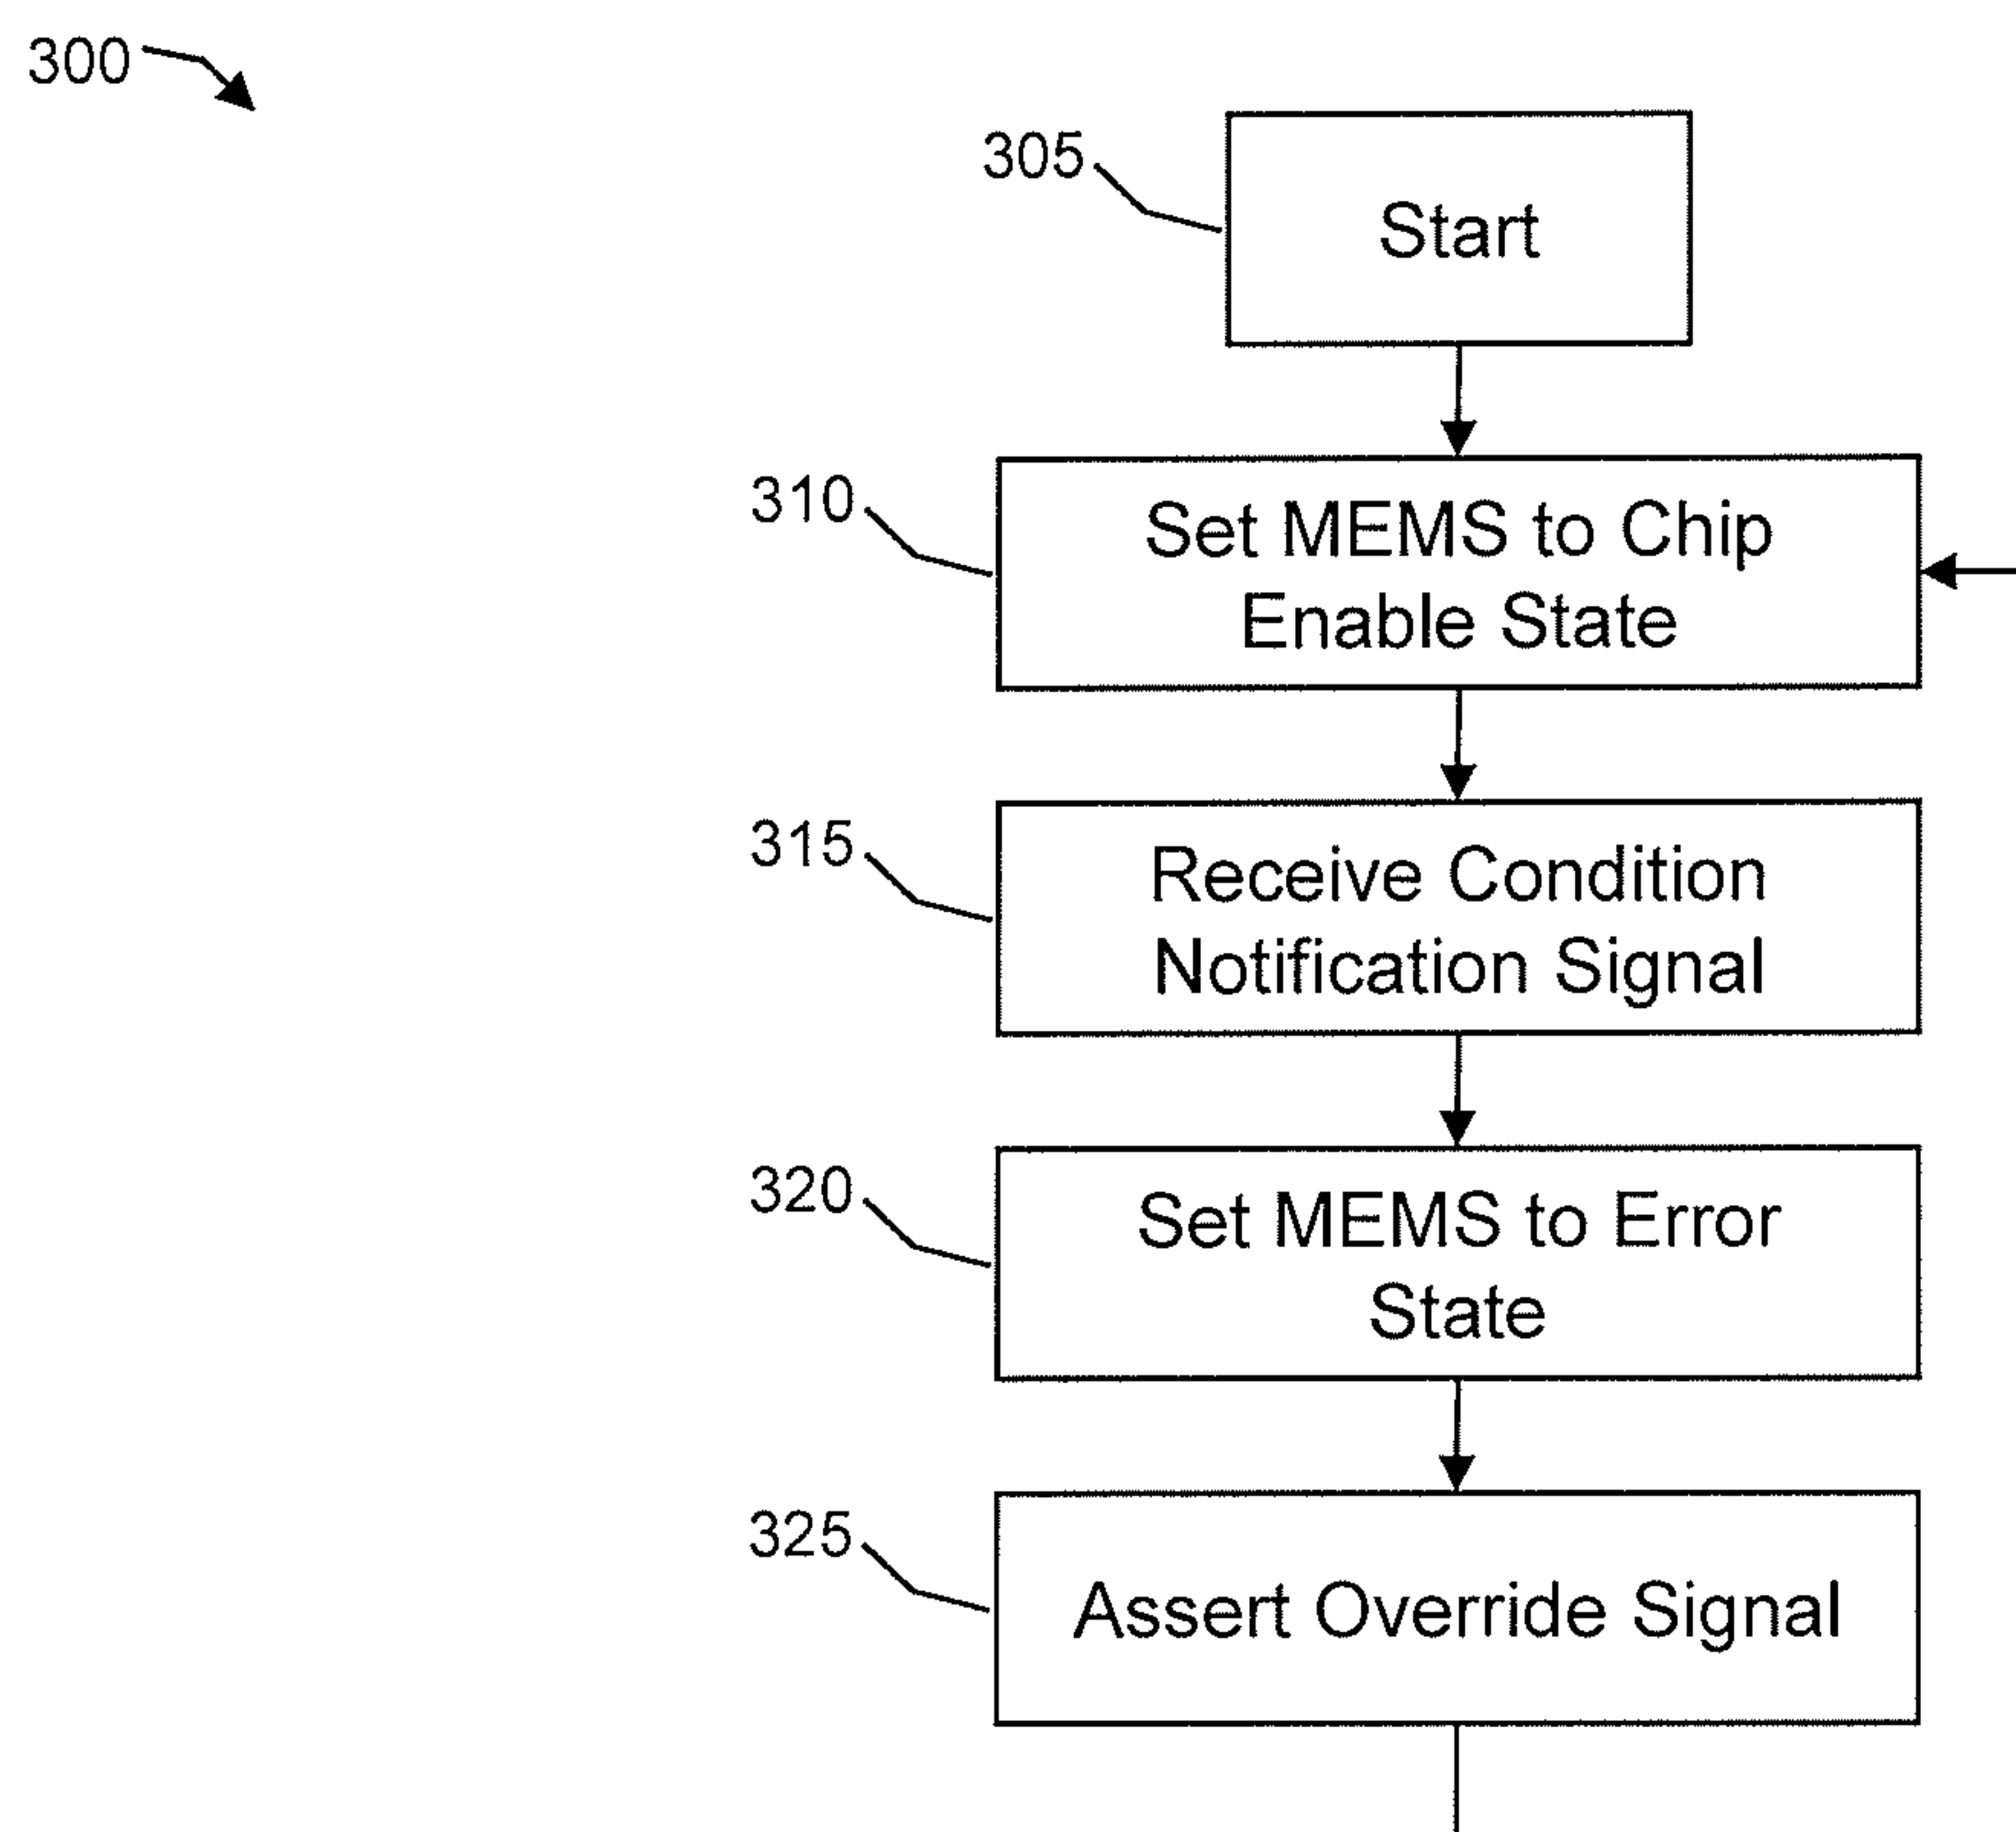 300
305
Start
310
Set MEMS to Chip
Enable State
315
Receive Condition
Notification Signal
320
Set MEMS to Error
State
325
Assert Override Signal